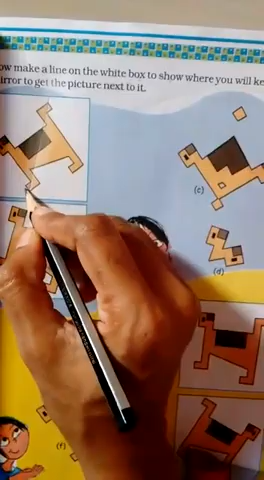 ow make a line on the white box to show where you will ke
irror to get the picture next to it.
(c)
(d)
(f)